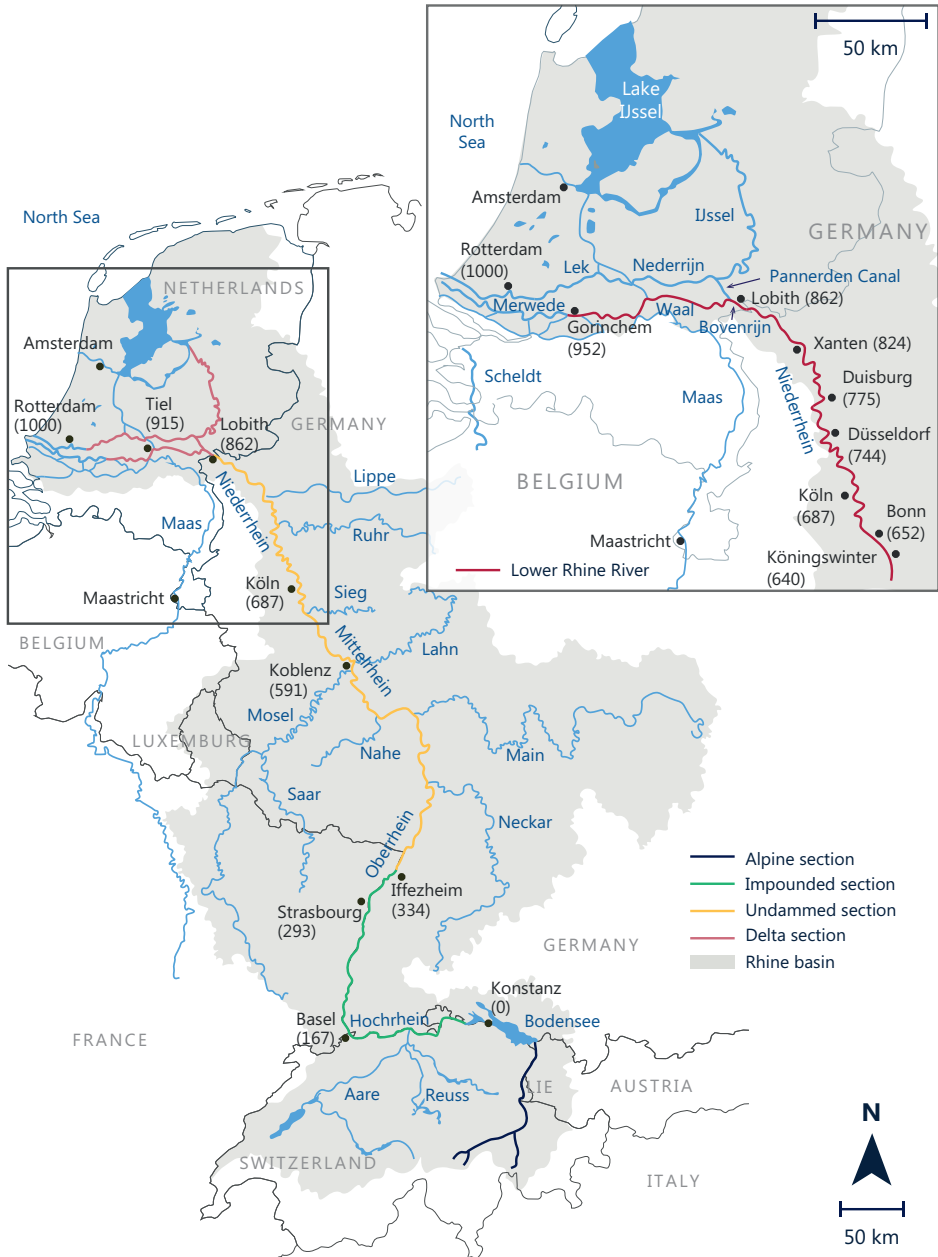 North Sea
NETHERLANDS
Amsterdam
Rotterdam
(1000)
Tiel
(915)
Lobith
(862)
GERMANY
Lippe
Niederrhein
Ruhr
Maas
Köln
(687)
Sieg
Maastricht
BELGIUM
Mittelrhein
Lahn
Koblenz
(591)
Mosel
LUXEMBURG
Nahe
Main
Saar
Neckar
Oberrhein
Iffezheim
(334)
Strasbourg
(293)
GERMANY
Konstanz
(0)
Basel
(167)
Hochrhein
Bodensee
FRANCE
Aare
Reuss
LIE
AUSTRIA
SWITZERLAND
ITALY
Alpine section
Impounded section
Undammed section
Delta section
Rhine basin
N
50 km
50 km
Lake
IJssel
North
Sea
Amsterdam
IJssel
GERMANY
Rotterdam
(1000)
Lek
Nederrijn
Pannerden Canal
Lobith (862)
Merwede
Waal
Gorinchem
(952)
Bovenrijn
Xanten (824)
Scheldt
Maas
Niederrhein
Duisburg
(775)
Düsseldorf
(744)
BELGIUM
Köln
(687)
Bonn
(652)
Maastricht
Köningswinter
(640)
Lower Rhine River